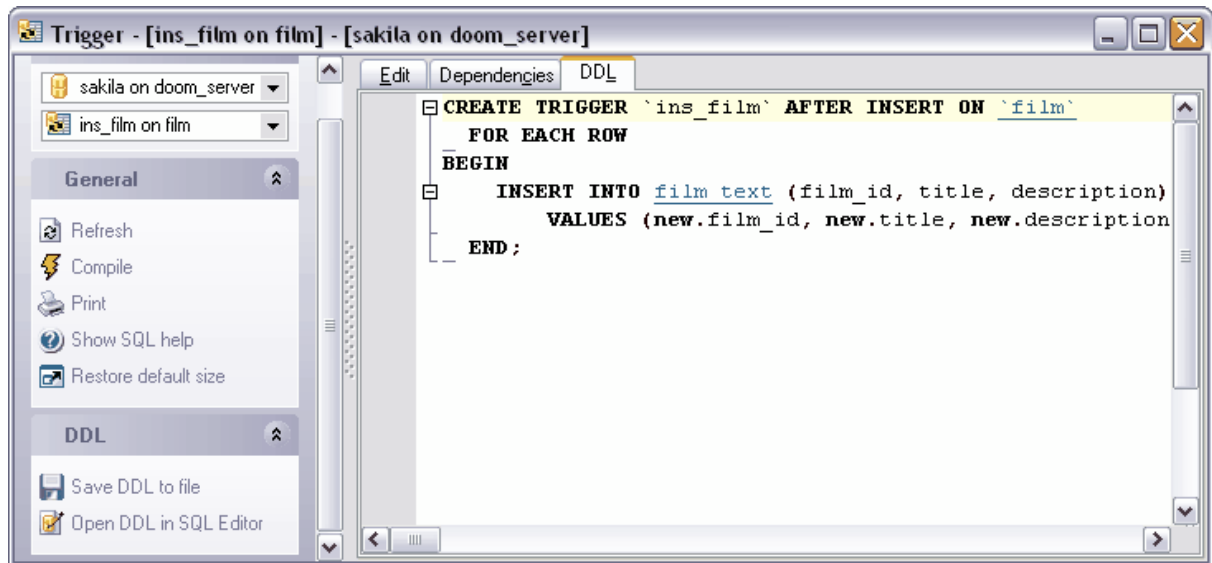 Trigger - [ins_film on film] - [sakila on doom_server]
sakila on doom_server
ins_film on film
General
Refresh
Compile
Print
Show SQL help
Restore default size
DDL
Save DDL to file
Open DDL in SQL Editor
Edit Dependencies DDL
CREATE TRIGGER `ins_film` AFTER INSERT ON `film`
FOR EACH ROW
BEGIN
INSERT INTO film_text (film_id, title, description)
VALUES (new.film_id, new.title, new.description
END;